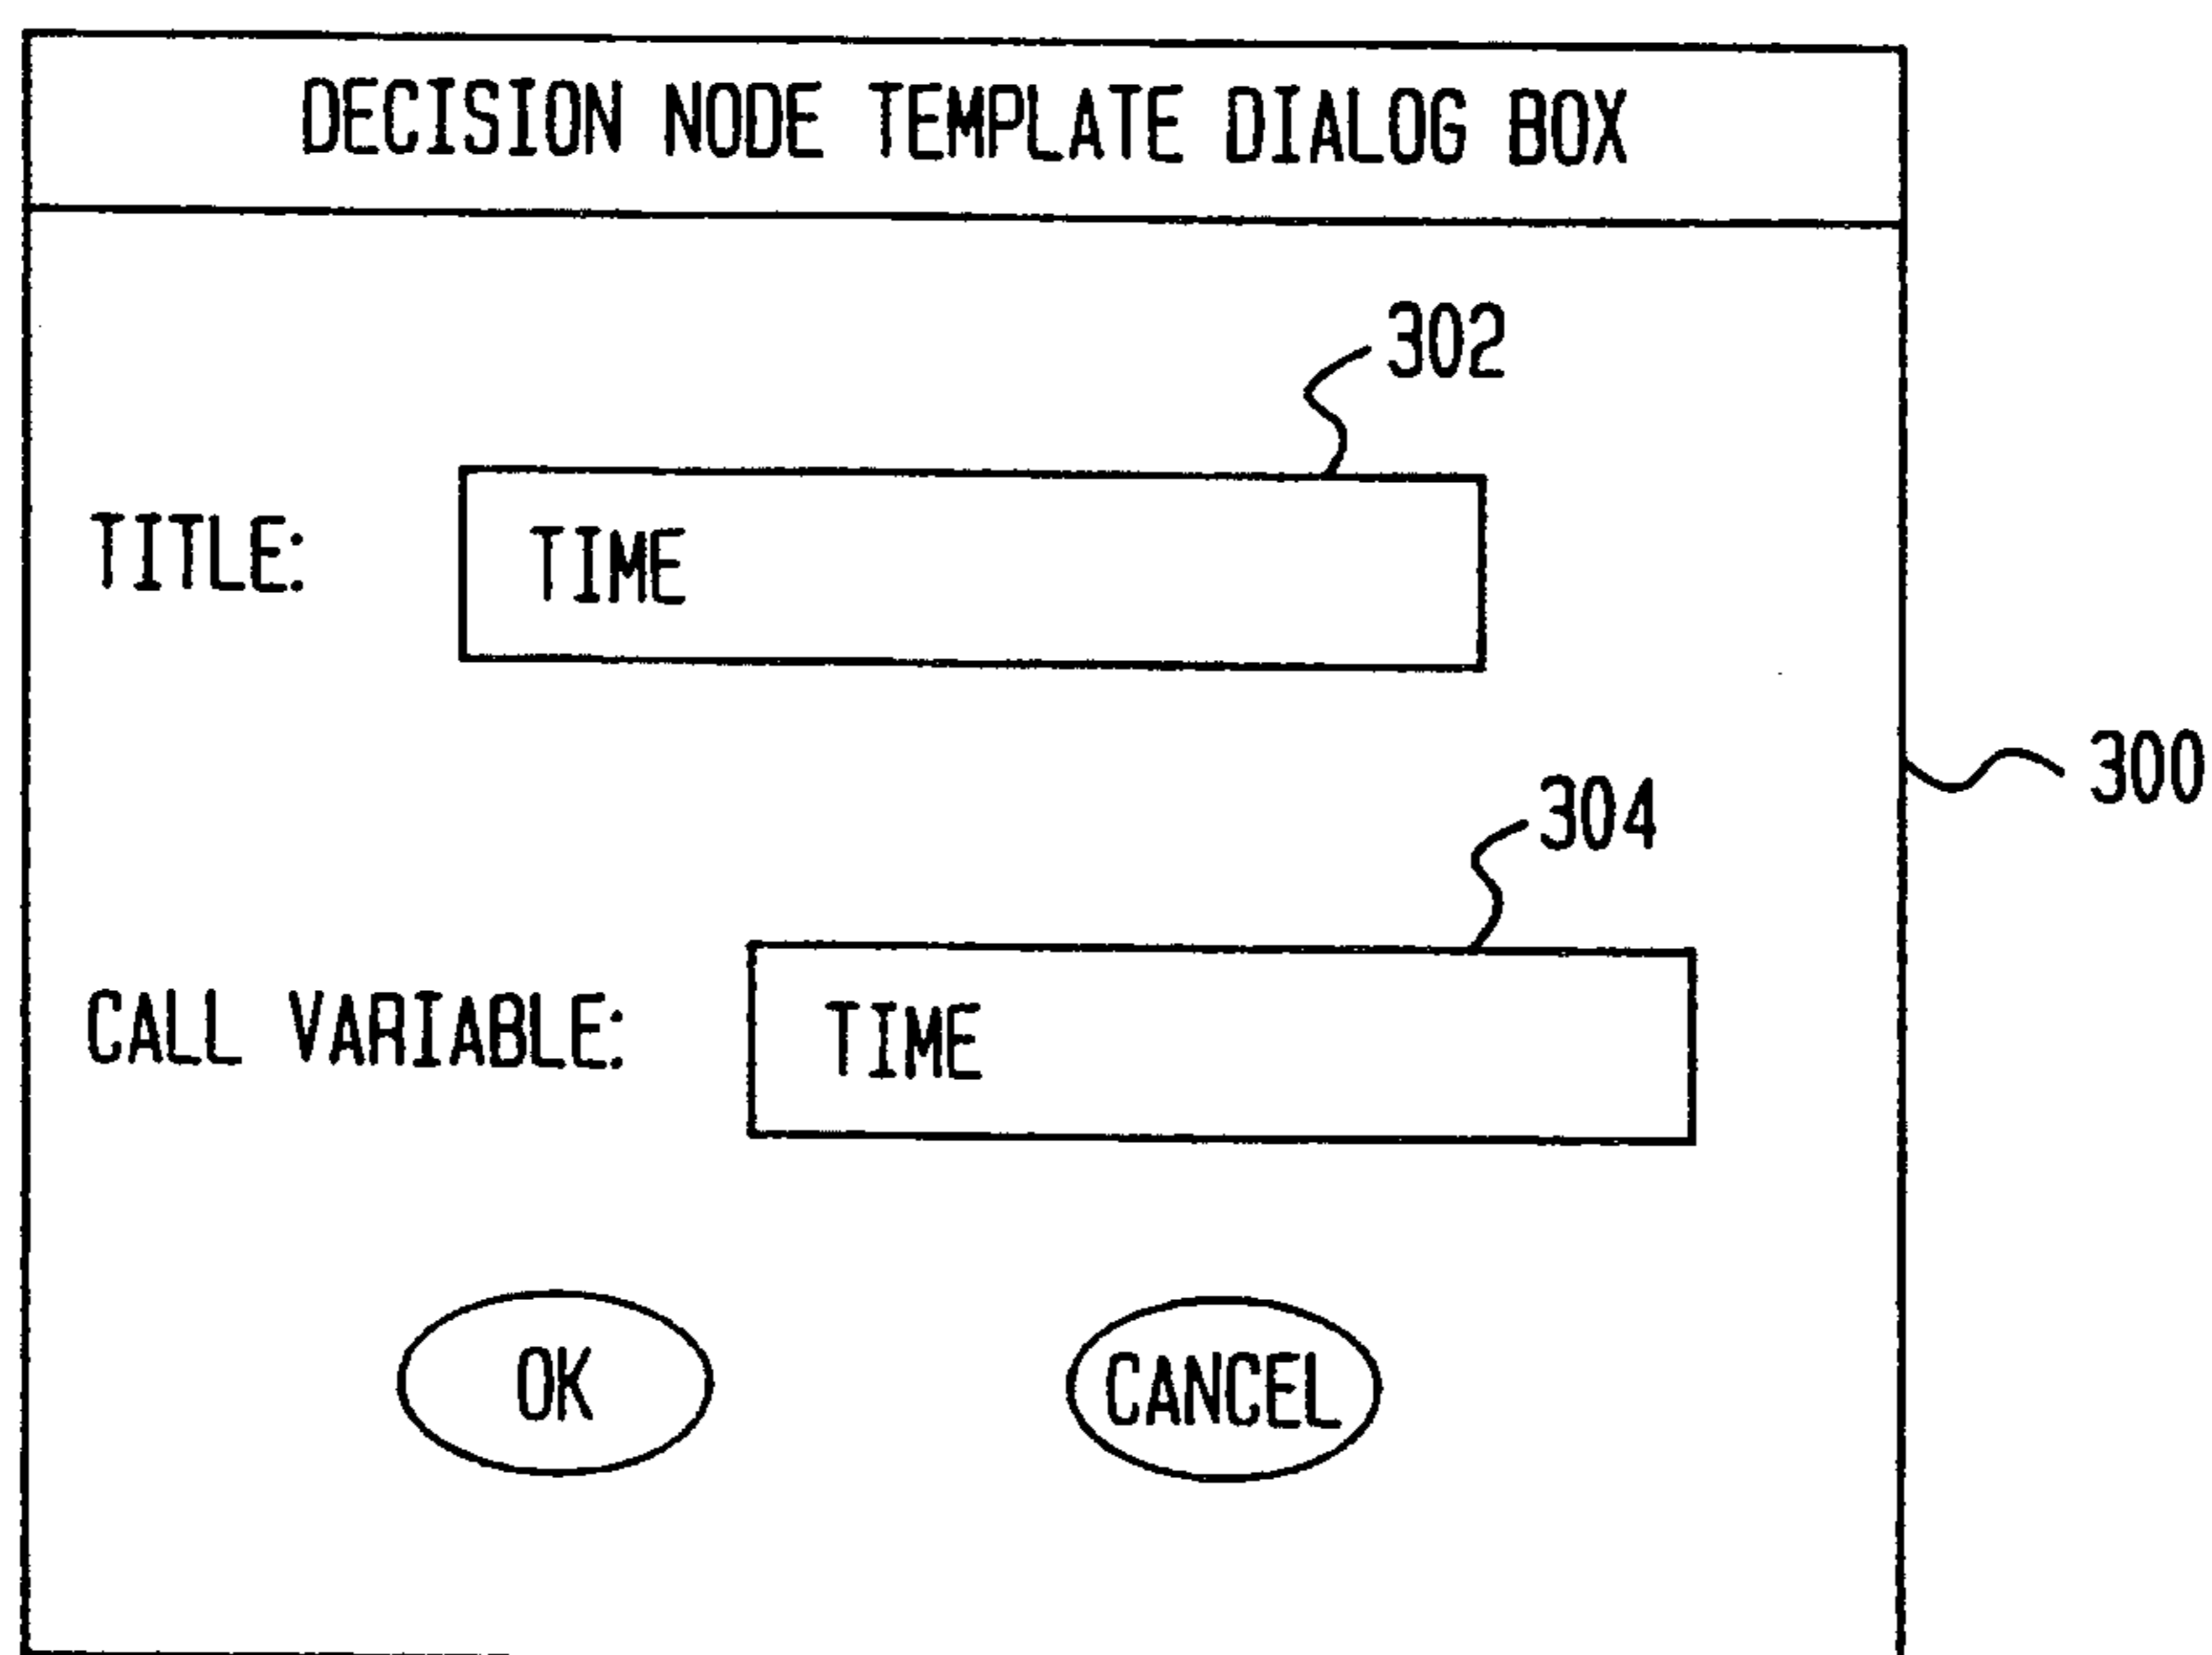 DECISION NODE TEMPLATE DIALOG BOX
302
TITLE: TIME
300
304
CALL VARIABLE: TIME
OK CANCEL